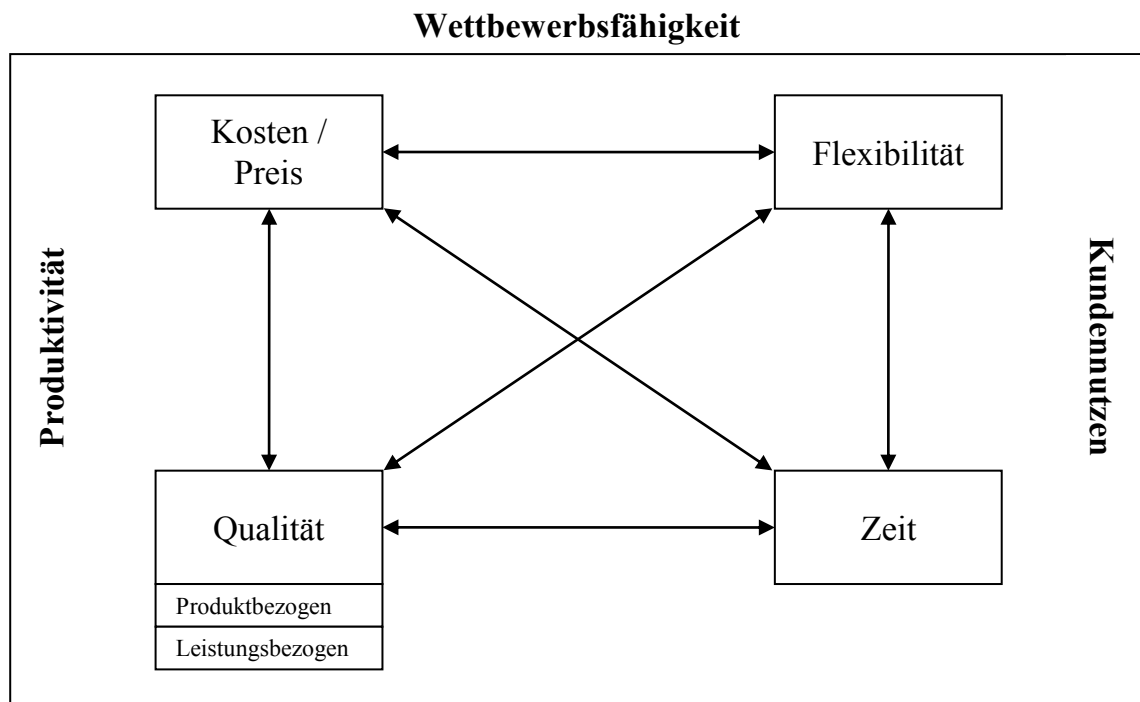 Wettbewerbsfähigkeit
Kosten /
Preis
Flexibilität
Produktivität
Kundennutzen
Qualität
Zeit
Produktbezogen
Leistungsbezogen